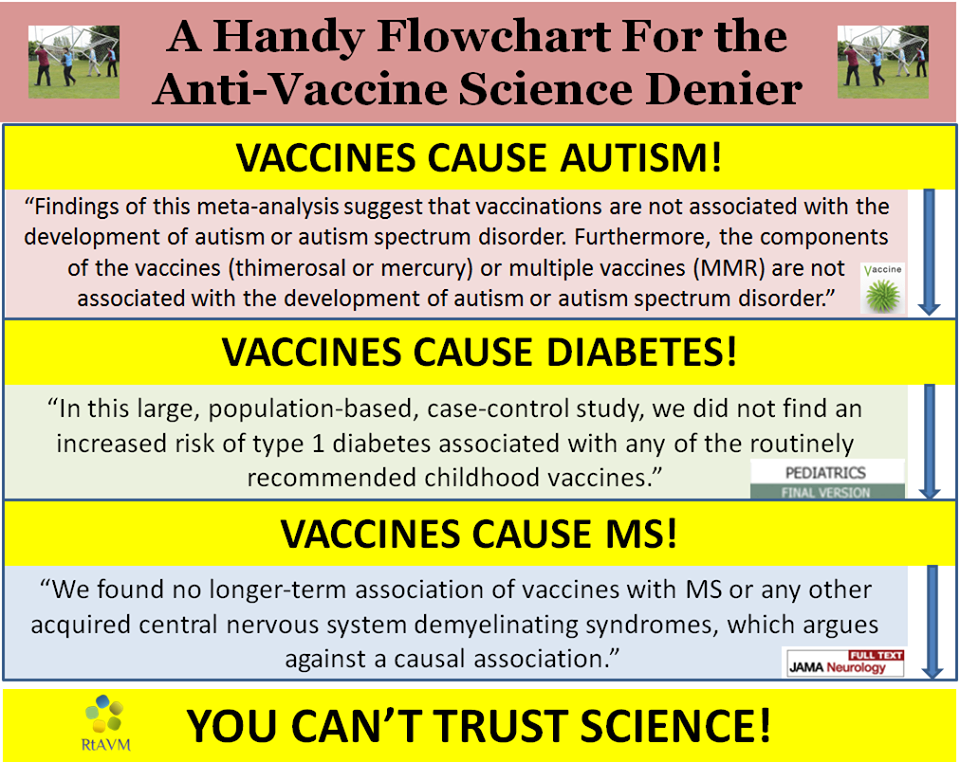 A Handy Flowchart For the
Anti-Vaccine Science Denier
VACCINES CAUSE AUTISM!
“Findings of this meta-analysis suggest that vaccinations are not associated with the
development of autism or autism spectrum disorder. Furthermore, the components
of the vaccines (thimerosal or mercury) or multiple vaccines (MMR) are not
associated with the development of autism or autism spectrum disorder.”
Vaccine
VACCINES CAUSE DIABETES!
“In this large, population-based, case-control study, we did not find an
increased risk of type 1 diabetes associated with any of the routinely
recommended childhood vaccines.”
PEDIATRICS
FINAL VERSION
VACCINES CAUSE MS!
“We found no longer-term association of vaccines with MS or any other
acquired central nervous system demyelinating syndromes, which argues
against a causal association.”
FULL TEXT
JAMA Neurology
YOU CAN’T TRUST SCIENCE!
RtAVM